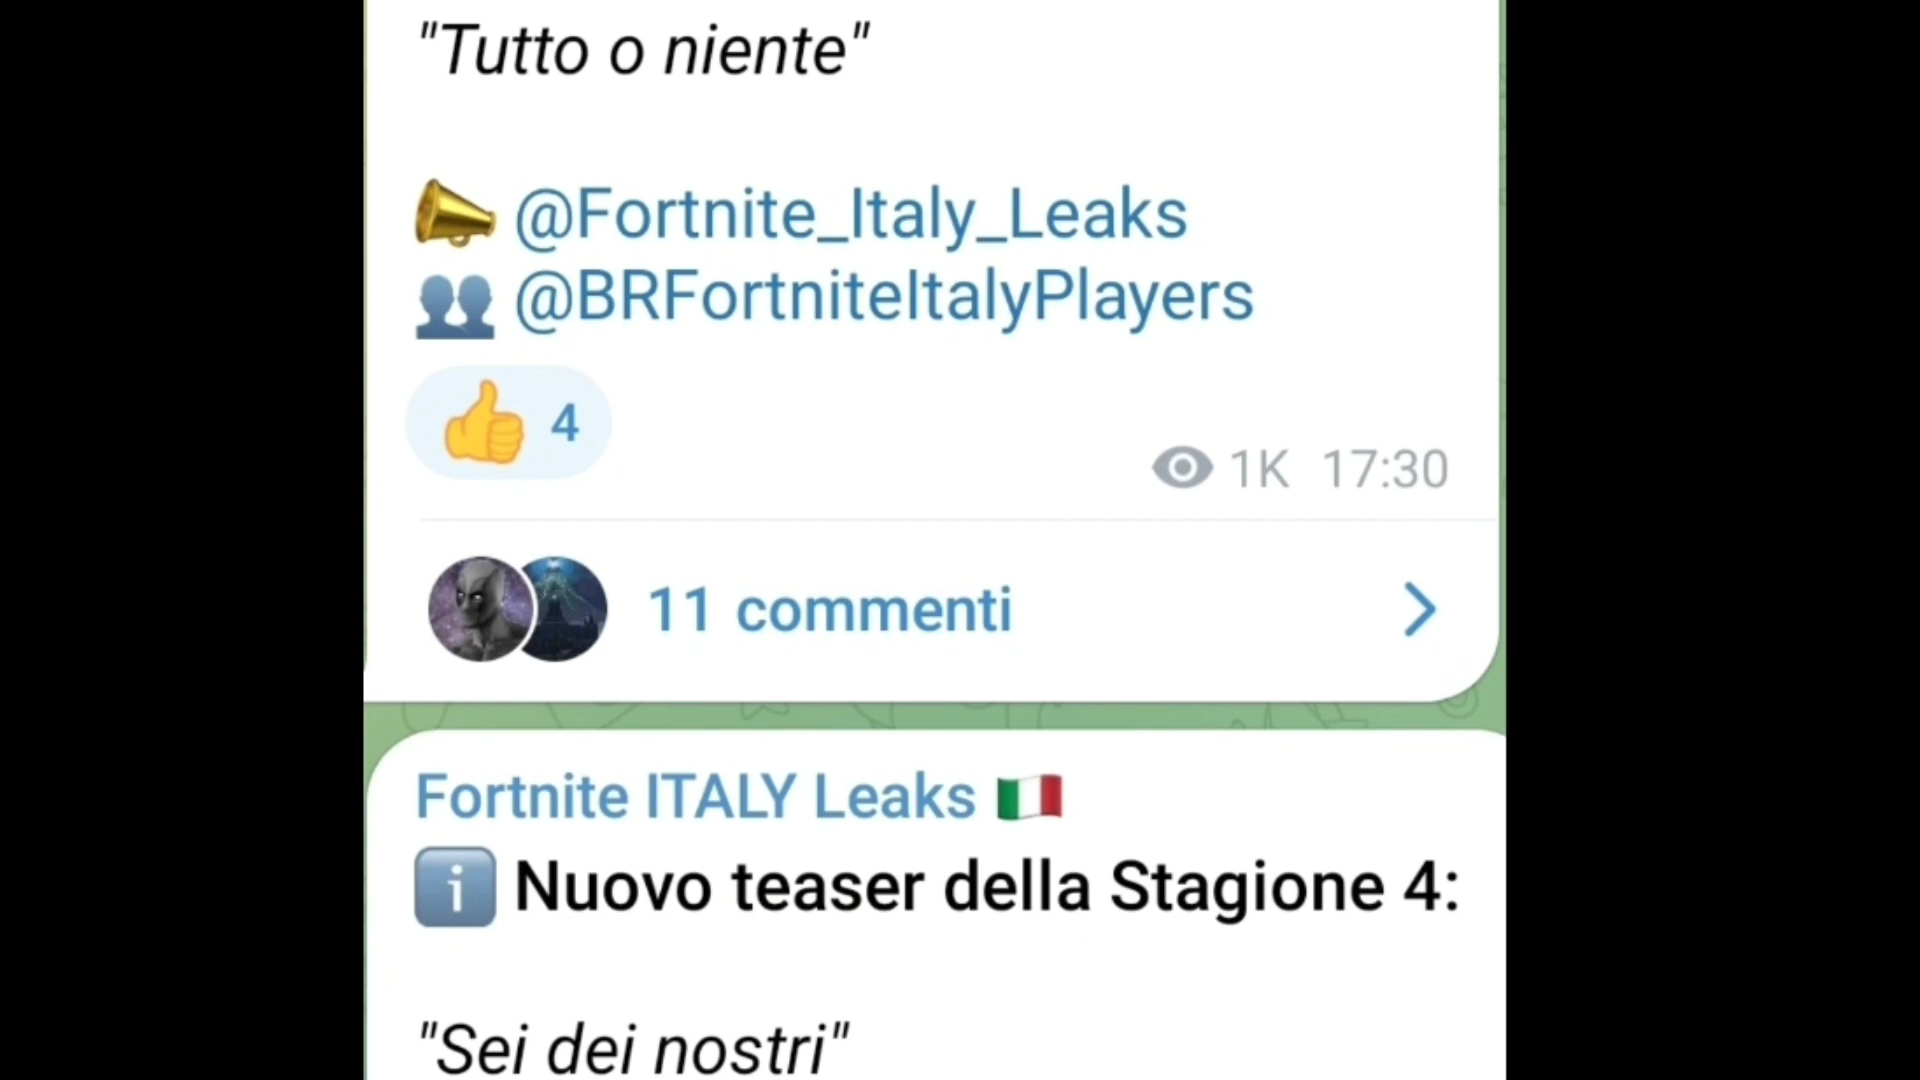 "Tutto o niente"
@Fortnite_Italy_Leaks
@BRFortniteItalyPlayers
4
1K 17:30
11 commenti
Fortnite ITALY Leaks
Nuovo teaser della Stagione 4:
"Sei dei nostri"